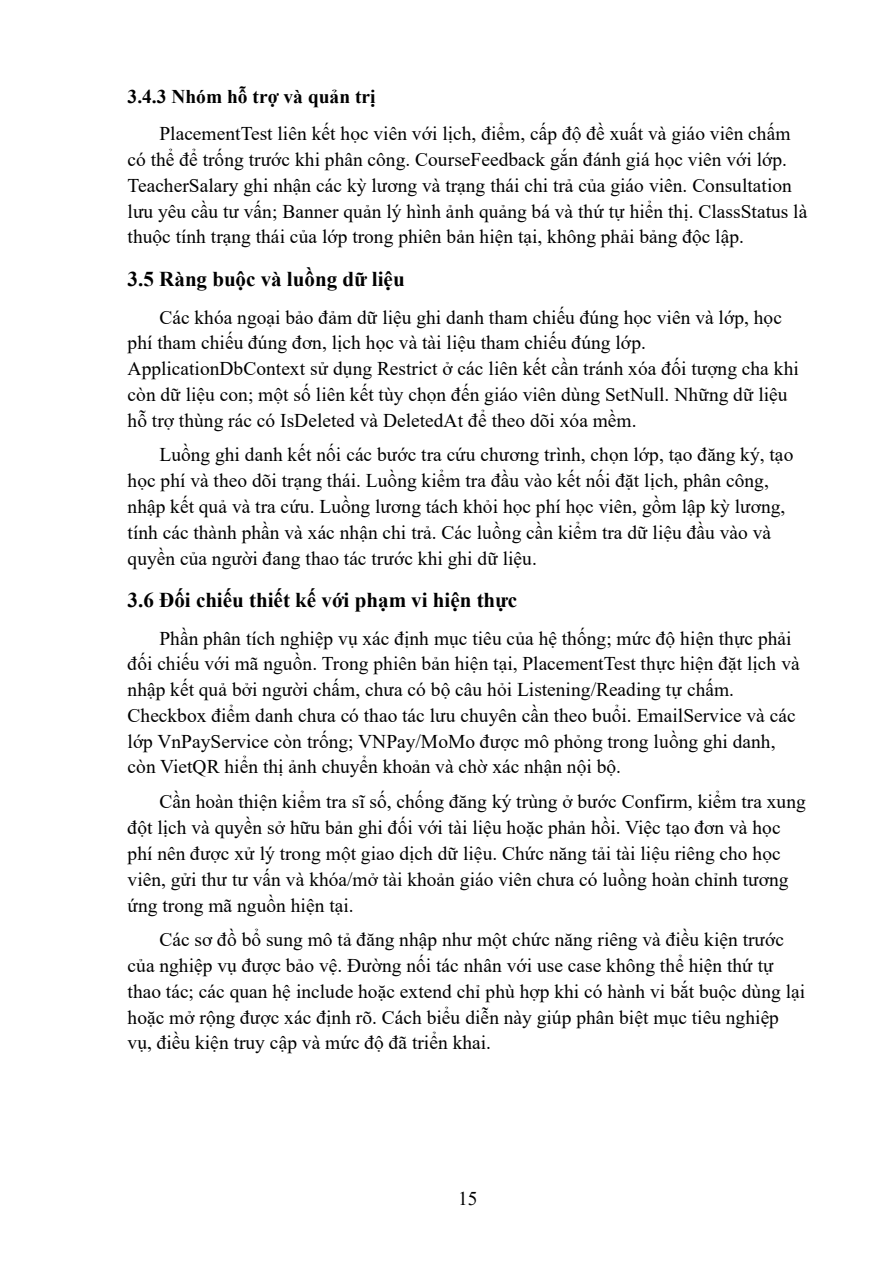 3.4.3 Nhóm hỗ trợ và quản trị
PlacementTest liên kết học viên với lịch, điểm, cấp độ đề xuất và giáo viên chấm
có thể để trống trước khi phân công. CourseFeedback gắn đánh giá học viên với lớp.
TeacherSalary ghi nhận các kỳ lương và trạng thái chi trả của giáo viên. Consultation
lưu yêu cầu tư vấn; Banner quản lý hình ảnh quảng bá và thứ tự hiển thị. ClassStatus là
thuộc tính trạng thái của lớp trong phiên bản hiện tại, không phải bảng độc lập.
3.5 Ràng buộc và luồng dữ liệu
Các khóa ngoại bảo đảm dữ liệu ghi danh tham chiếu đúng học viên và lớp, học
phí tham chiếu đúng đơn, lịch học và tài liệu tham chiếu đúng lớp.
ApplicationDbContext sử dụng Restrict ở các liên kết cần tránh xóa đối tượng cha khi
còn dữ liệu con; một số liên kết tùy chọn đến giáo viên dùng SetNull. Những dữ liệu
hỗ trợ thùng rác có IsDeleted và DeletedAt để theo dõi xóa mềm.
Luồng ghi danh kết nối các bước tra cứu chương trình, chọn lớp, tạo đăng ký, tạo
học phí và theo dõi trạng thái. Luồng kiểm tra đầu vào kết nối đặt lịch, phân công,
nhập kết quả và tra cứu. Luồng lương tách khỏi học phí học viên, gồm lập kỳ lương,
tính các thành phần và xác nhận chi trả. Các luồng cần kiểm tra dữ liệu đầu vào và
quyền của người đang thao tác trước khi ghi dữ liệu.
3.6 Đối chiếu thiết kế với phạm vi hiện thực
Phần phân tích nghiệp vụ xác định mục tiêu của hệ thống; mức độ hiện thực phải
đối chiếu với mã nguồn. Trong phiên bản hiện tại, PlacementTest thực hiện đặt lịch và
nhập kết quả bởi người chấm, chưa có bộ câu hỏi Listening/Reading tự chấm.
Checkbox điểm danh chưa có thao tác lưu chuyên cần theo buổi. EmailService và các
lớp VnPayService còn trống; VNPay/MoMo được mô phỏng trong luồng ghi danh,
còn VietQR hiển thị ảnh chuyển khoản và chờ xác nhận nội bộ.
Cần hoàn thiện kiểm tra sĩ số, chống đăng ký trùng ở bước Confirm, kiểm tra xung
đột lịch và quyền sở hữu bản ghi đối với tài liệu hoặc phản hồi. Việc tạo đơn và học
phí nên được xử lý trong một giao dịch dữ liệu. Chức năng tải tài liệu riêng cho học
viên, gửi thư tư vấn và khóa/mở tài khoản giáo viên chưa có luồng hoàn chỉnh tương
ứng trong mã nguồn hiện tại.
Các sơ đồ bổ sung mô tả đăng nhập như một chức năng riêng và điều kiện trước
của nghiệp vụ được bảo vệ. Đường nối tác nhân với use case không thể hiện thứ tự
thao tác; các quan hệ include hoặc extend chỉ phù hợp khi có hành vi bắt buộc dùng lại
hoặc mở rộng được xác định rõ. Cách biểu diễn này giúp phân biệt mục tiêu nghiệp
vụ, điều kiện truy cập và mức độ đã triển khai.
15